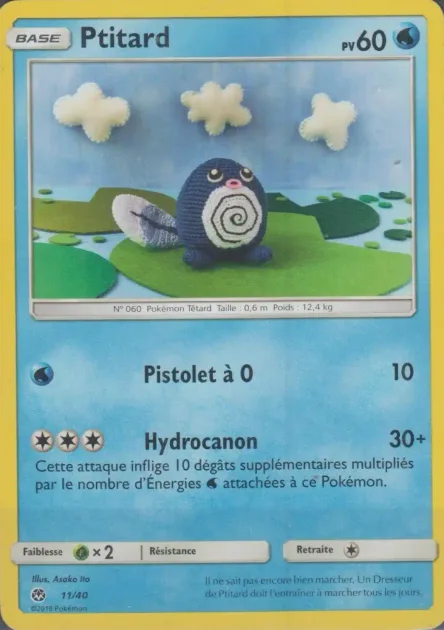 BASE Ptitard PV60
N° 060 Pokémon Têtard Taille : 0,6 m Poids : 12,4 kg
Pistolet à O 10
Hydrocanon 30+
Cette attaque inflige 10 dégâts supplémentaires multipliés
par le nombre d'Énergies attachées à ce Pokémon.
Faiblesse ×2 Résistance Retraite
Illus. Asako Ito
11/40
©2018 Pokémon
Il ne sait pas encore bien marcher. Un Dresseur
de Ptitard doit l'entraîner à marcher tous les jours.